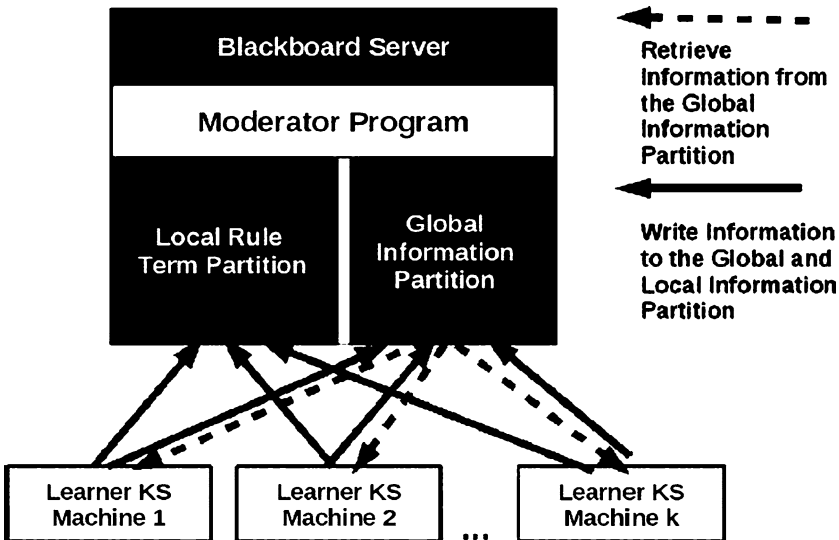 Blackboard Server
Moderator Program
Local Rule
Term Partition
Global
Information
Partition
Retrieve
Information from
the Global
Information
Partition
Write Information
to the Global and
Local Information
Partition
Learner KS
Machine 1
Learner KS
Machine 2
...
Learner KS
Machine k